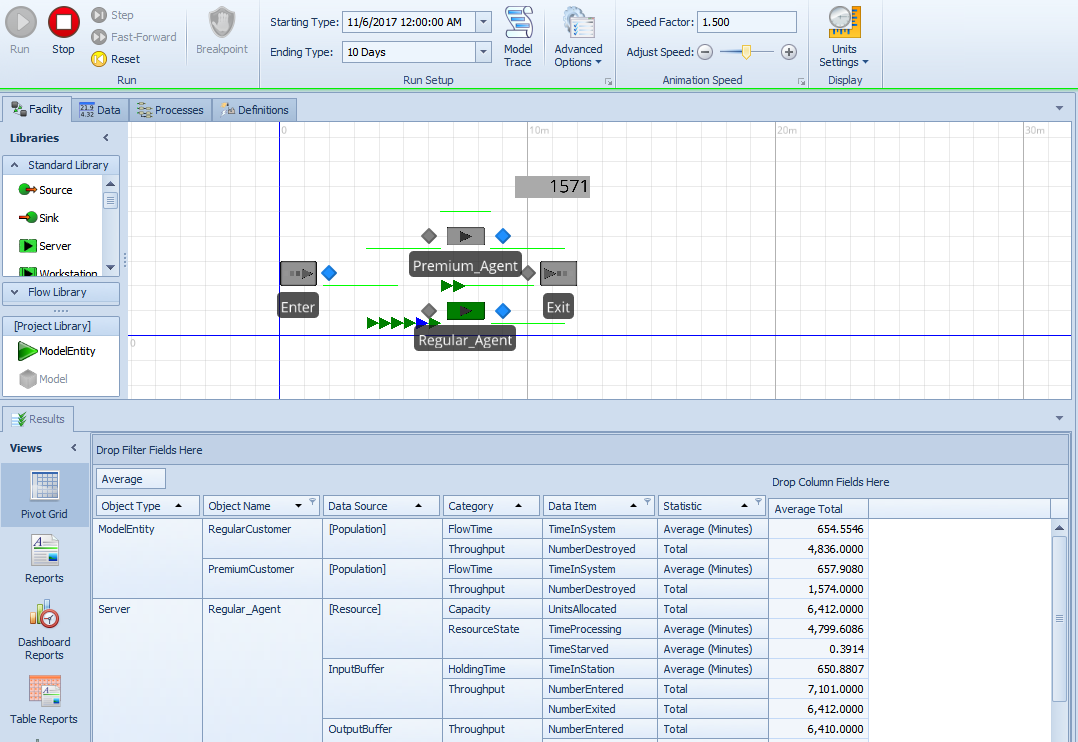 Run
Stop
Step
Fast-Forward
Reset
Run
Breakpoint
Starting Type: 11/6/2017 12:00:00 AM
Ending Type: 10 Days
Model
Trace
Advanced
Options
Run Setup
Speed Factor: 1.500
Adjust Speed:
Animation Speed
Units
Settings
Display
Facility
21.9
4.32
Data
Processes
Definitions
Libraries
Standard Library
Source
Sink
Server
Workstation
Flow Library
[Project Library]
ModelEntity
Model
0
10m
20m
30m
0
1571
Premium_Agent
Enter
Exit
Regular_Agent
Results
Views
Pivot Grid
Reports
Dashboard
Reports
Table Reports
Drop Filter Fields Here
Average
Drop Column Fields Here
Object Type Object Name Data Source Category Data Item Statistic Average Total
ModelEntity RegularCustomer [Population] FlowTime TimeInSystem Average (Minutes) 654.5546
Throughput NumberDestroyed Total 4,836.0000
PremiumCustomer [Population] FlowTime TimeInSystem Average (Minutes) 657.9080
Throughput NumberDestroyed Total 1,574.0000
Server Regular_Agent [Resource] Capacity UnitsAllocated Total 6,412.0000
ResourceState TimeProcessing Average (Minutes) 4,799.6086
TimeStarved Average (Minutes) 0.3914
InputBuffer HoldingTime TimeInStation Average (Minutes) 650.8807
Throughput NumberEntered Total 7,101.0000
NumberExited Total 6,412.0000
OutputBuffer Throughput NumberEntered Total 6,410.0000